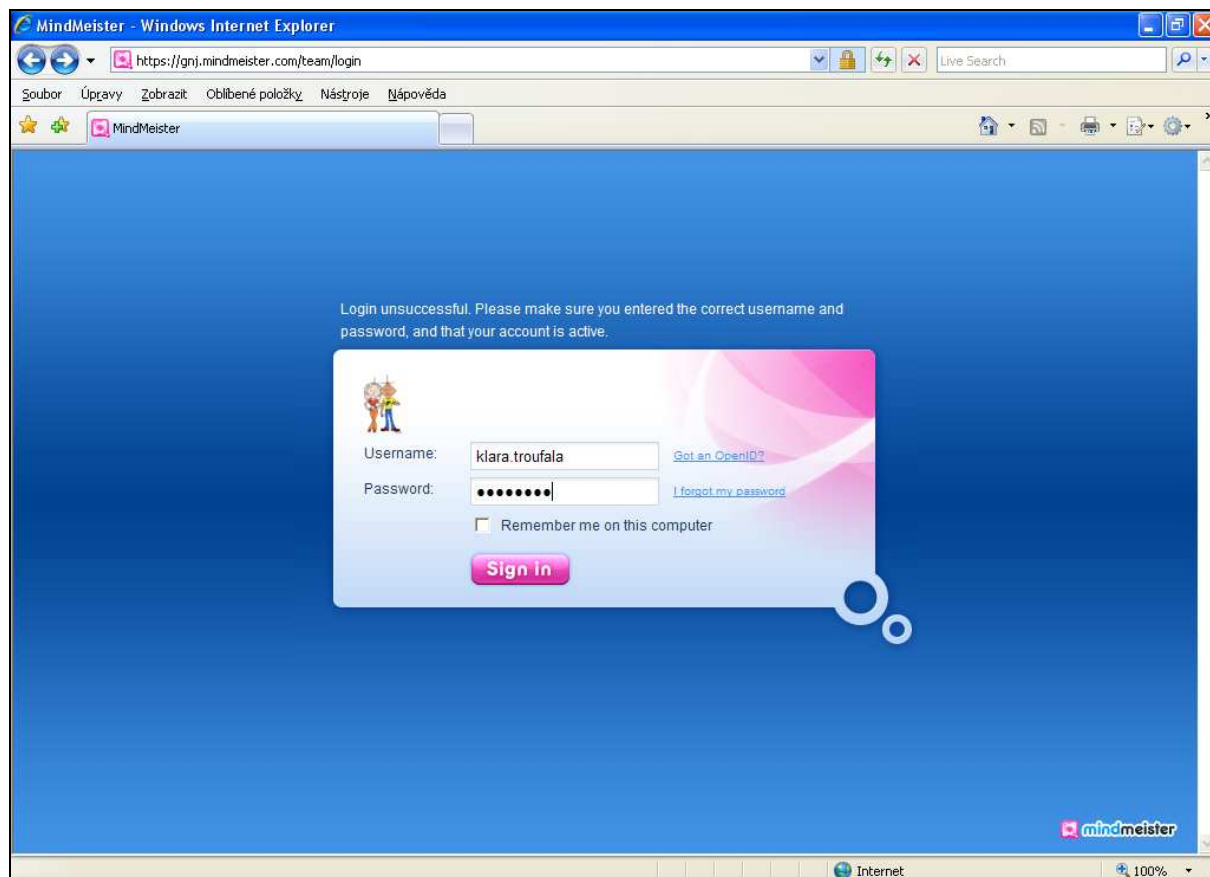 MindMeister - Windows Internet Explorer
https://gnj.mindmeister.com/team/login
Live Search
Soubor Úpravy Zobrazit Oblíbené položky Nástroje Nápověda
MindMeister
Login unsuccessful. Please make sure you entered the correct username and
password, and that your account is active.
Username: klara.troufala Got an OpenID?
Password: ●●●●●●●● I forgot my password
Remember me on this computer
Sign in
mindmeister
Internet 100%